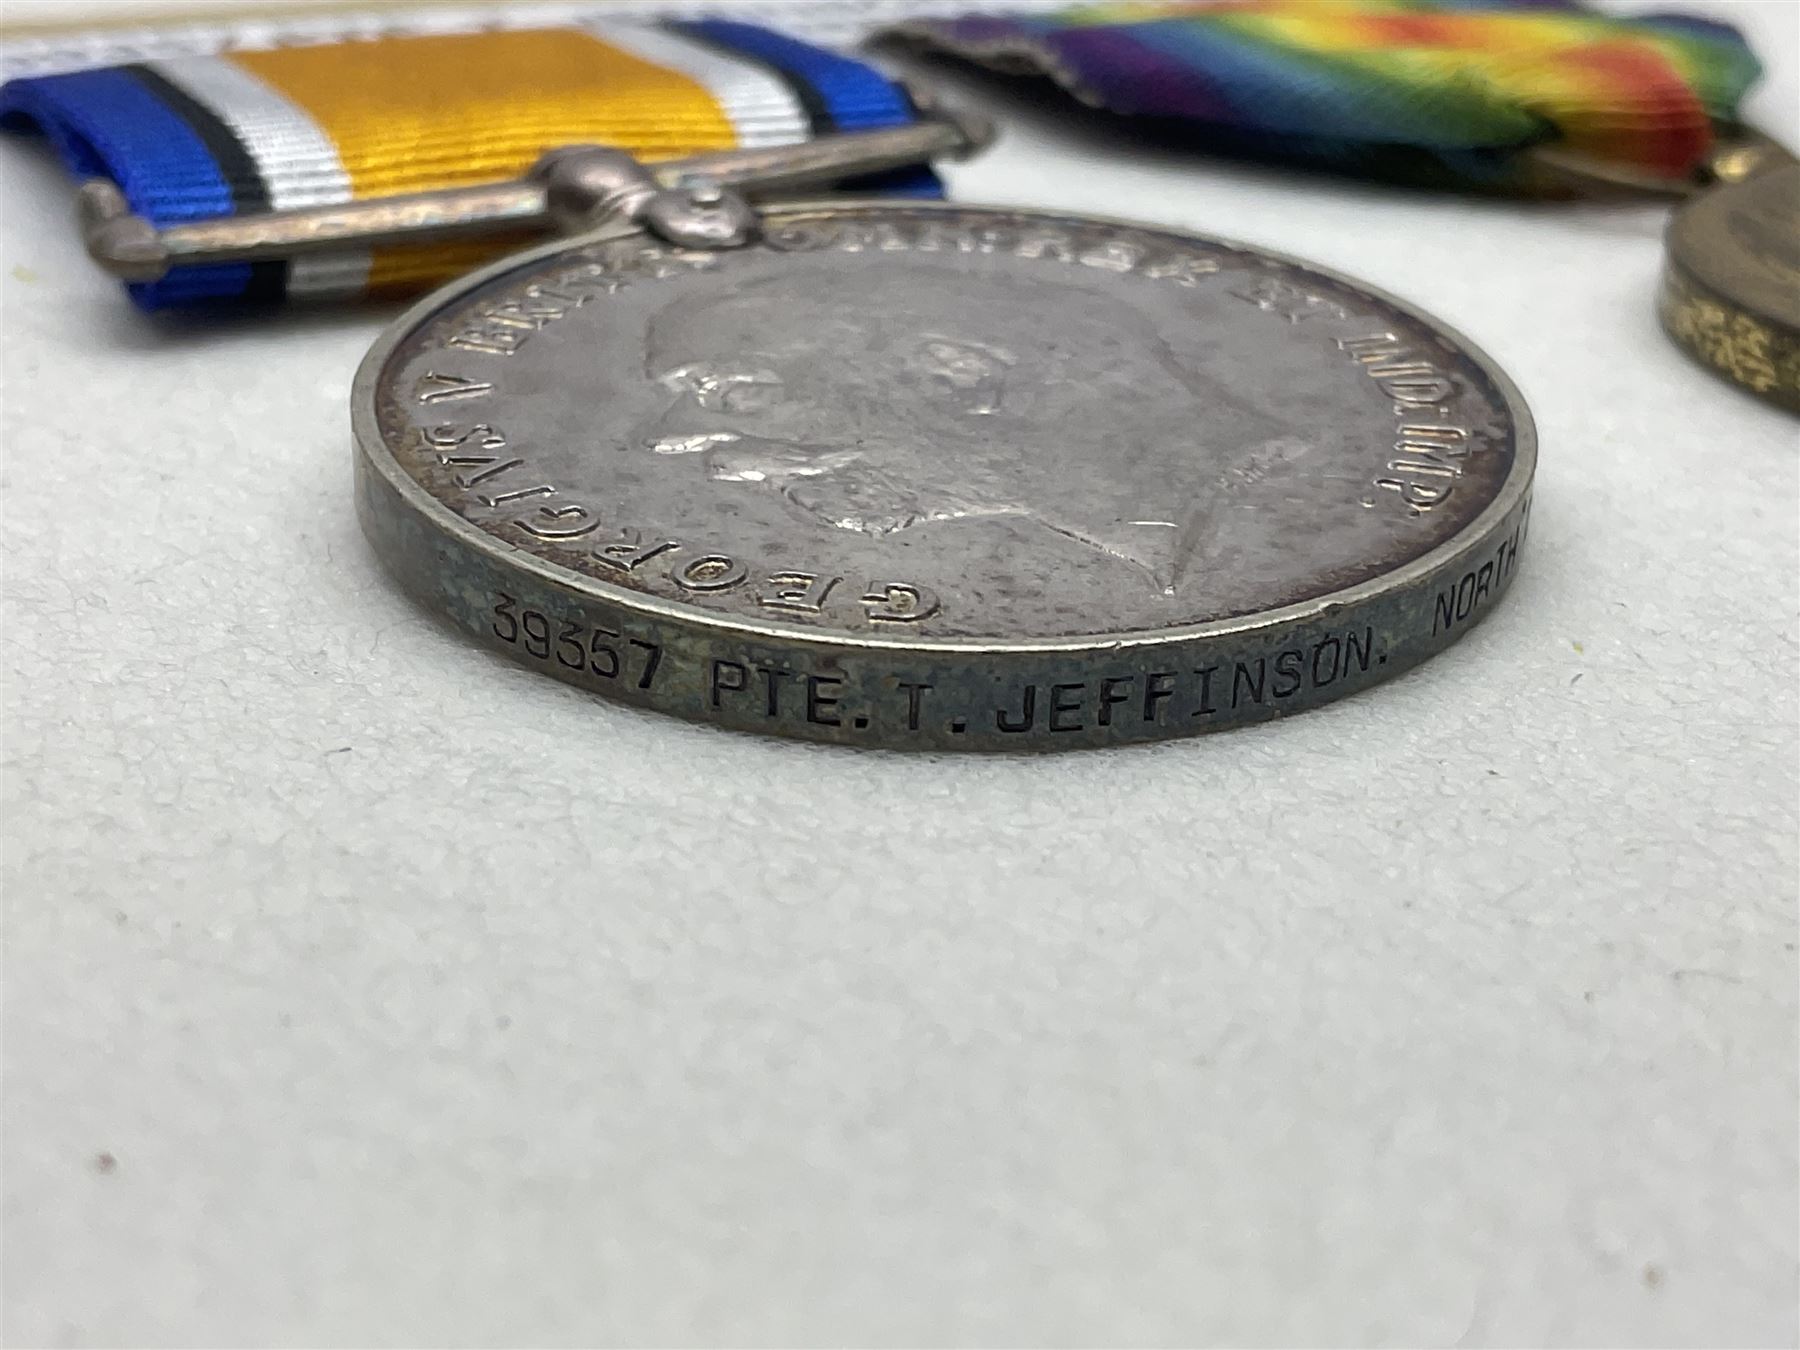 GEORGIVS V BRITT: OMN: REX ET IND: IMP:
39357 PTE. T. JEFFINSON. NORTH'